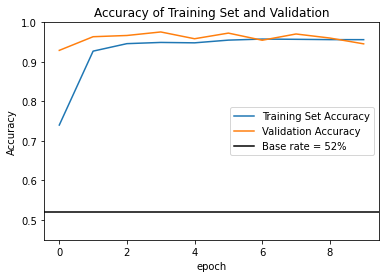 Accuracy of Training Set and Validation
1.0
0.9
0.8
0.7
0.6
0.5
Accuracy
Training Set Accuracy
Validation Accuracy
Base rate = 52%
0 2 4 6 8
epoch